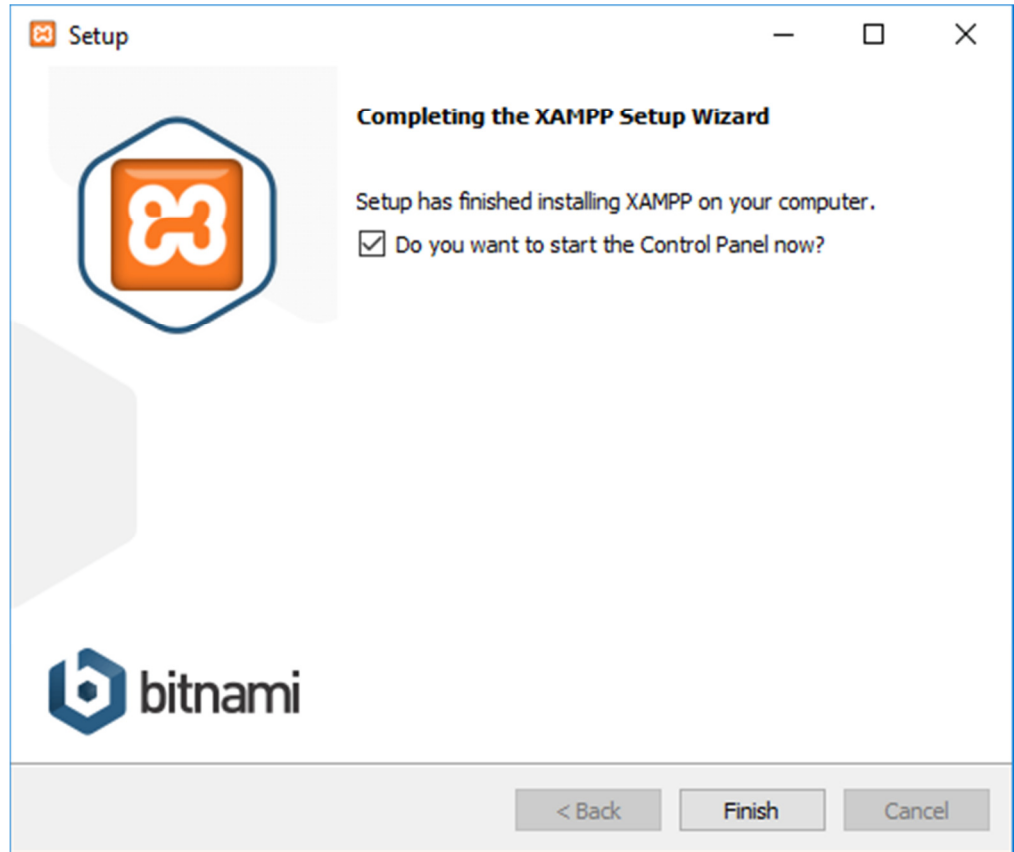 Setup
Completing the XAMPP Setup Wizard
Setup has finished installing XAMPP on your computer.
Do you want to start the Control Panel now?
bitnami
< Back
Finish
Cancel